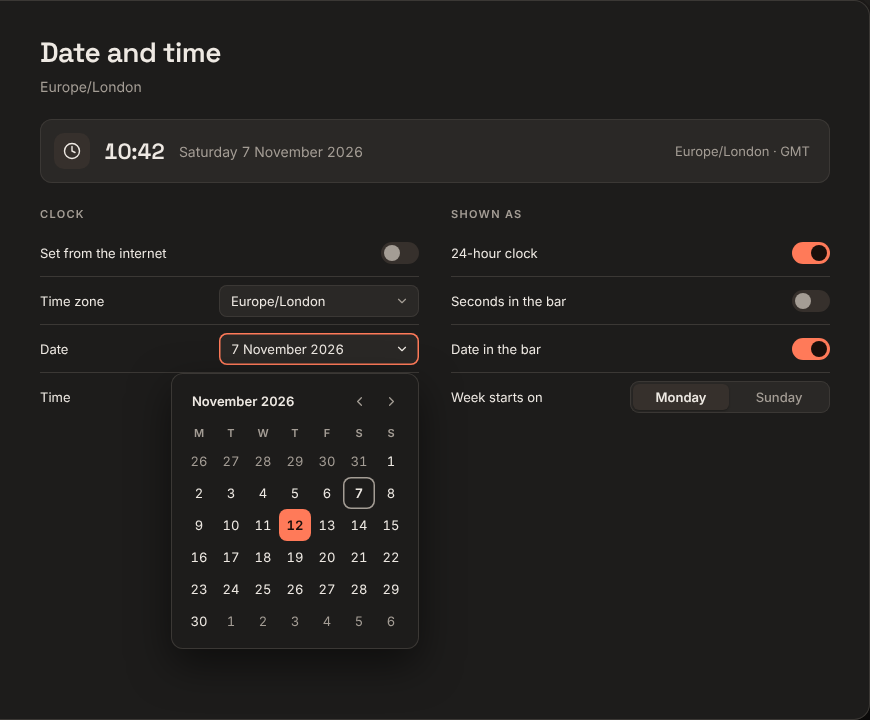 Date and time
Europe/London
10:42 Saturday 7 November 2026 Europe/London · GMT
CLOCK
Set from the internet
Time zone Europe/London
Date 7 November 2026
Time
November 2026
M T W T F S S
26 27 28 29 30 31 1
2 3 4 5 6 7 8
9 10 11 12 13 14 15
16 17 18 19 20 21 22
23 24 25 26 27 28 29
30 1 2 3 4 5 6
SHOWN AS
24-hour clock
Seconds in the bar
Date in the bar
Week starts on Monday Sunday